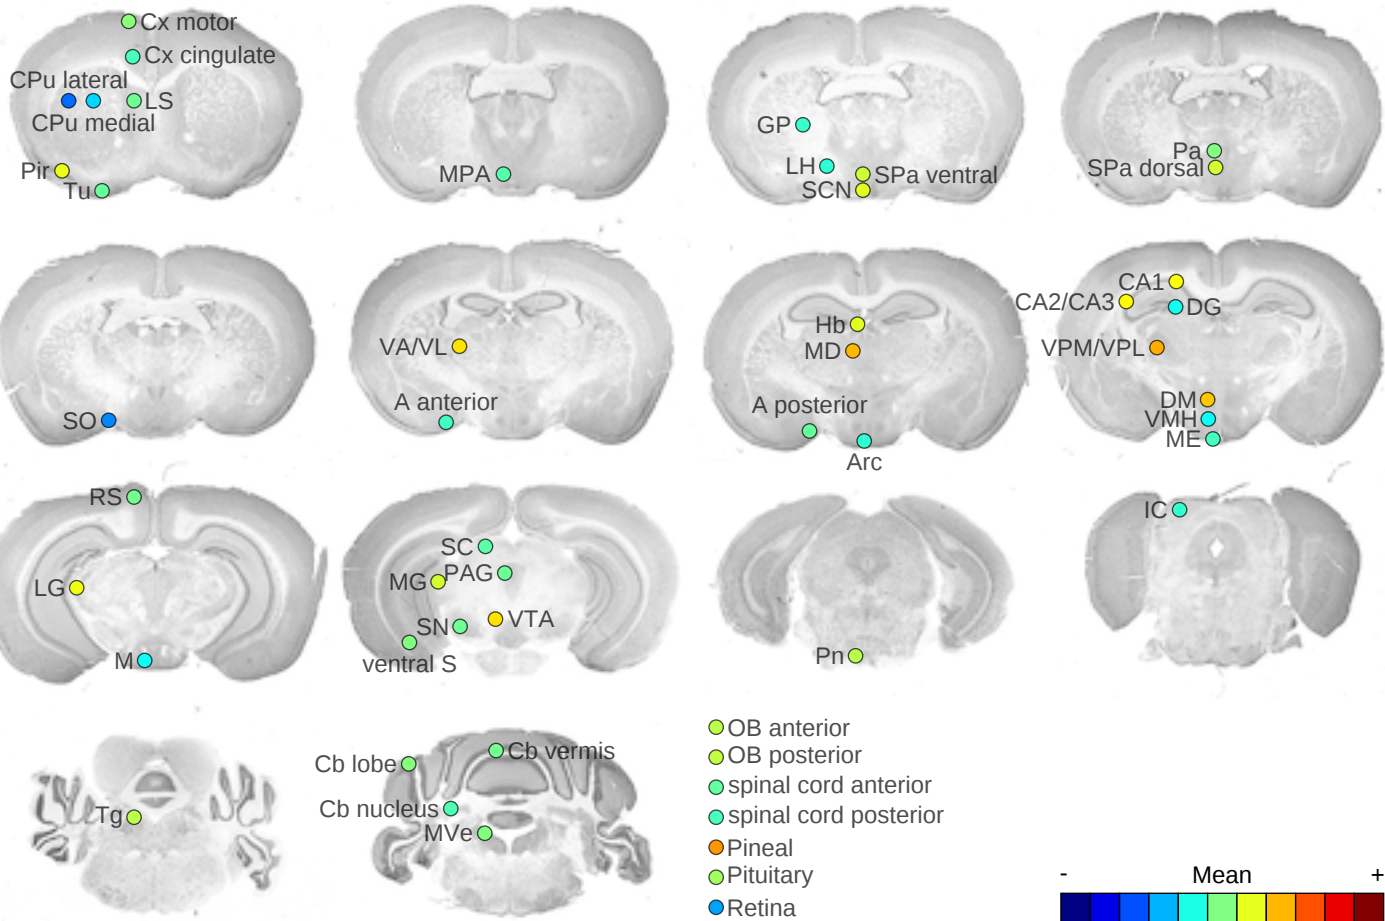 Cx motor
Cx cingulate
CPu lateral
LS
CPu medial
Pir
Tu
MPA
GP
LH
SPa ventral
SCN
Pa
SPa dorsal
SO
VA/VL
A anterior
Hb
MD
A posterior
Arc
CA1
CA2/CA3
DG
VPM/VPL
DM
VMH
ME
RS
LG
M
SC
PAG
MG
VTA
SN
ventral S
Pn
IC
Tg
Cb vermis
Cb lobe
Cb nucleus
MVe
OB anterior
OB posterior
spinal cord anterior
spinal cord posterior
Pineal
Pituitary
Retina
- Mean +